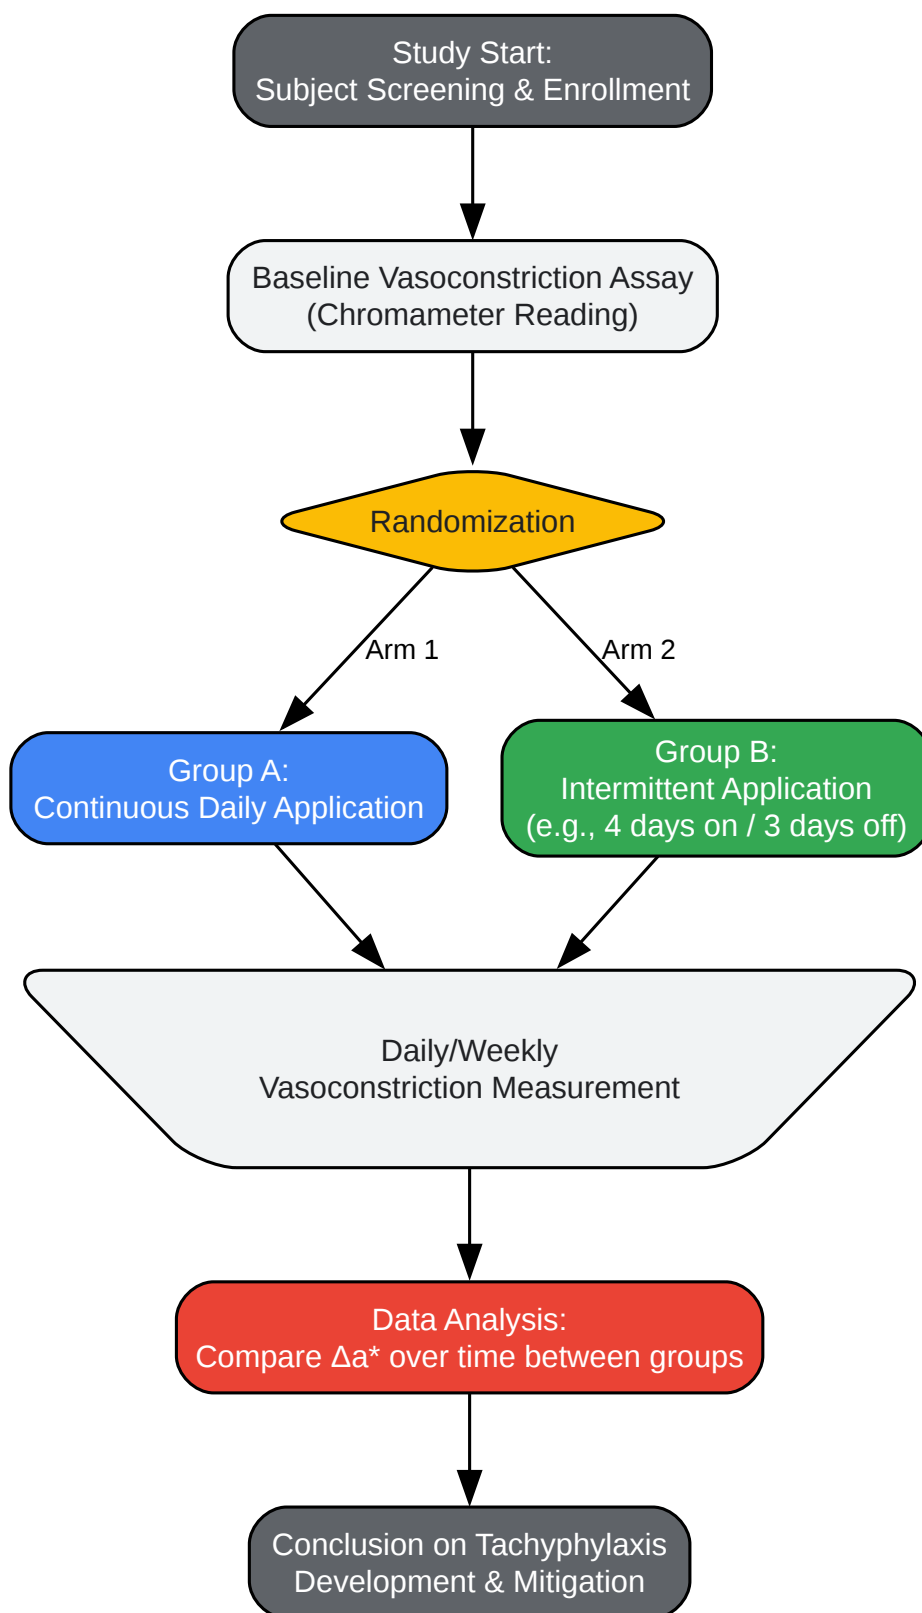 Study Start:
Subject Screening & Enrollment
Baseline Vasoconstriction Assay
(Chromameter Reading)
Randomization
Arm 1
Arm 2
Group A:
Continuous Daily Application
Group B:
Intermittent Application
(e.g., 4 days on / 3 days off)
Daily/Weekly
Vasoconstriction Measurement
Data Analysis:
Compare Δa* over time between groups
Conclusion on Tachyphylaxis
Development & Mitigation